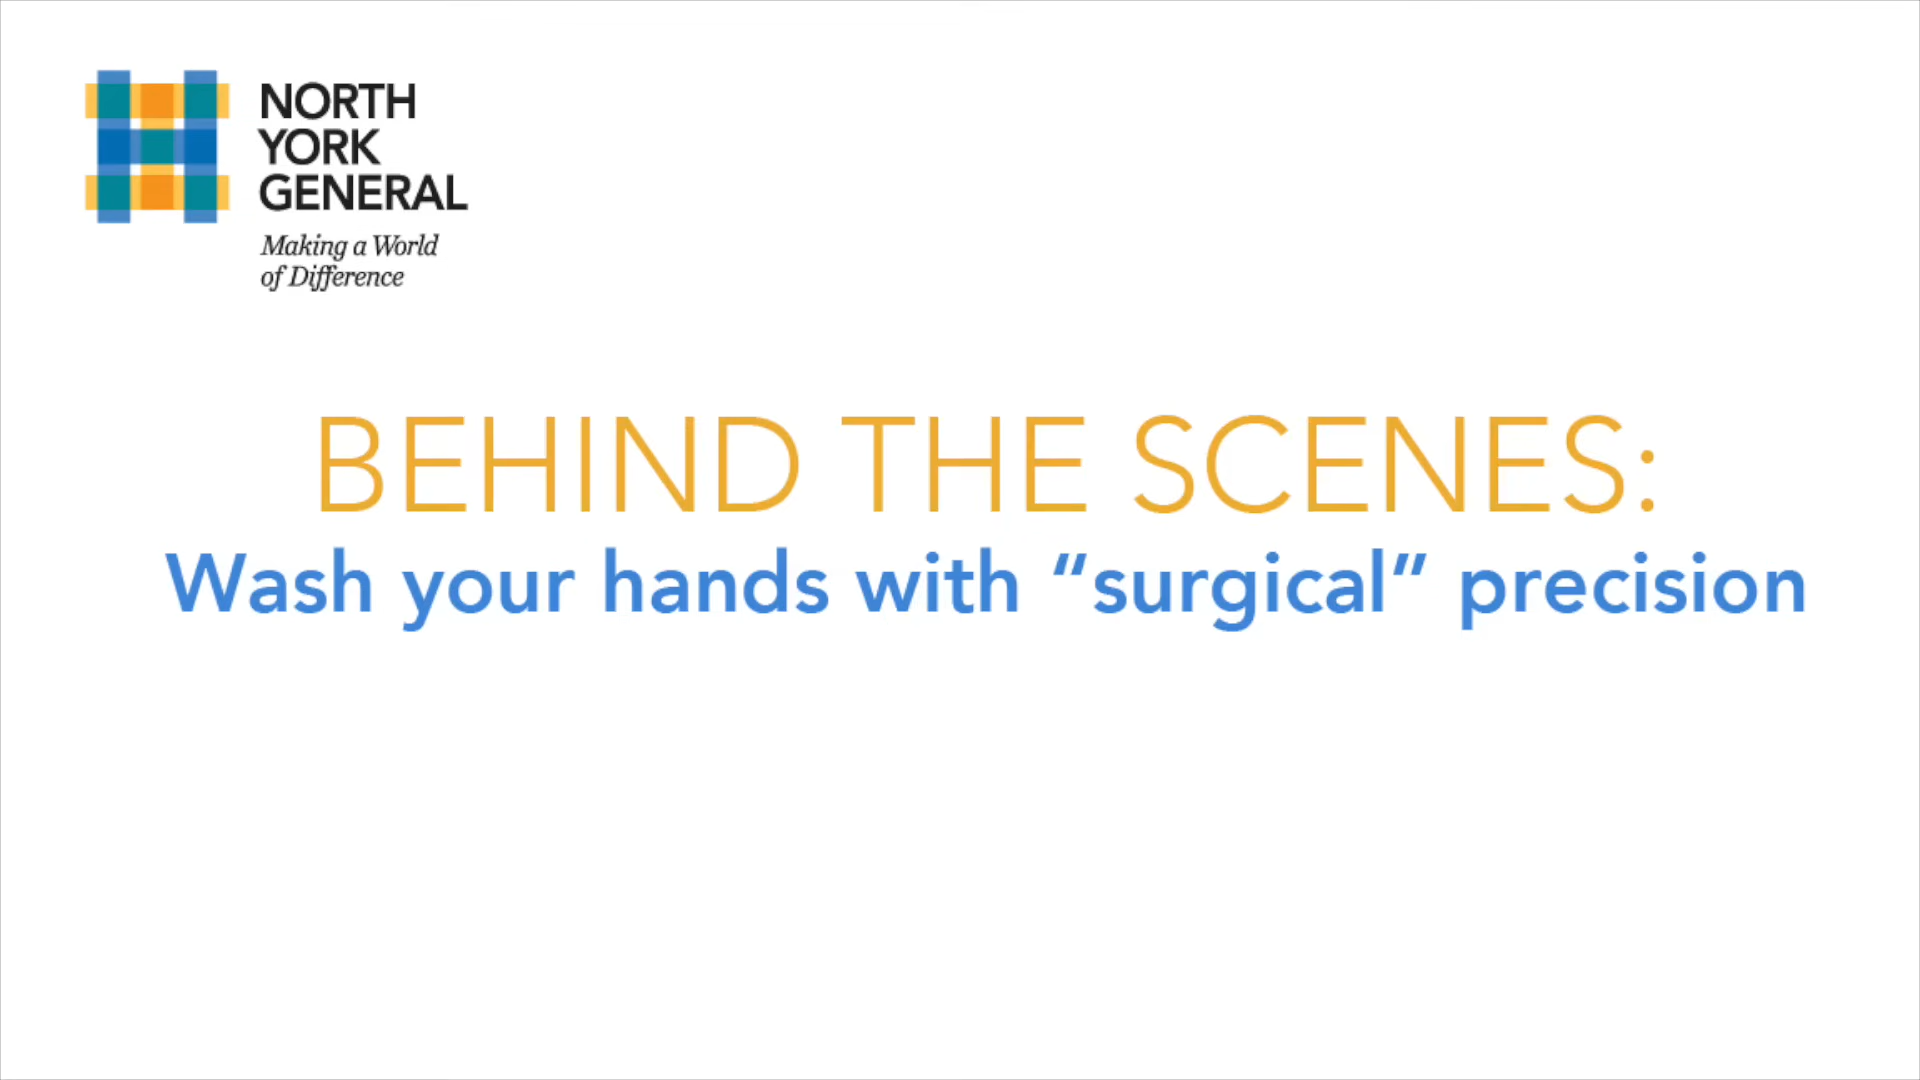 NORTH
YORK
GENERAL
Making a World
of Difference
BEHIND THE SCENES:
Wash your hands with “surgical” precision